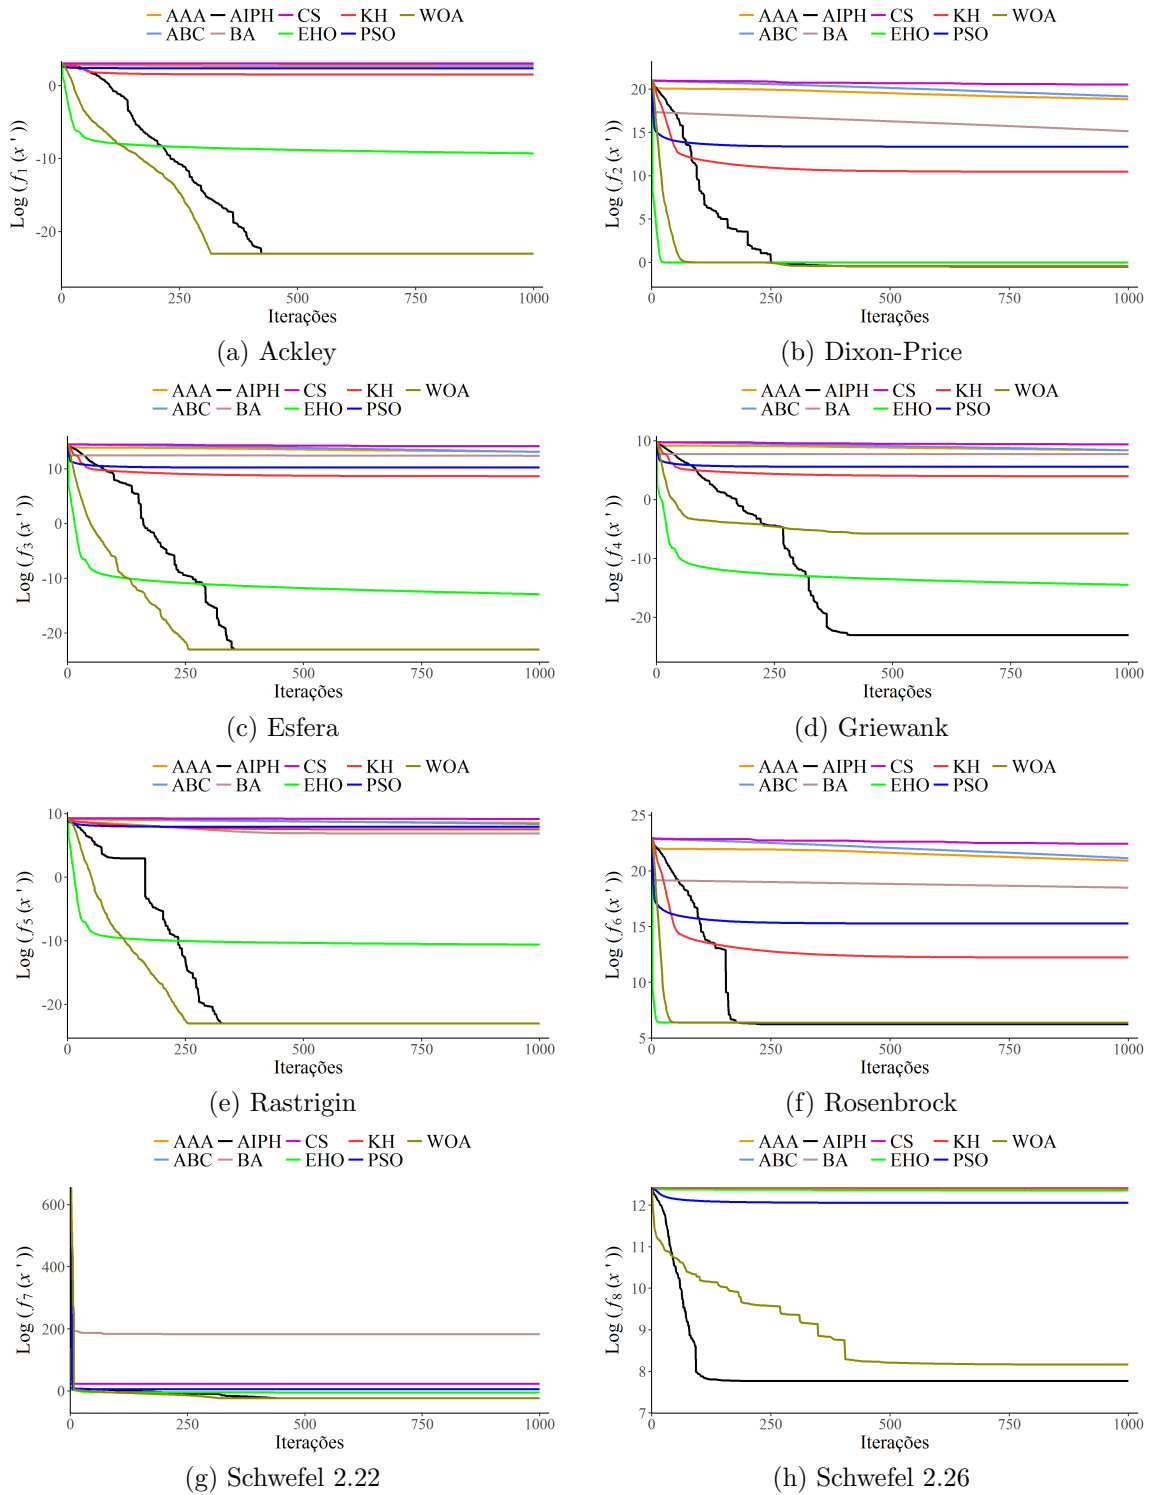 AAA AIPH CS KH WOA
ABC BA EHO PSO
Log ( f1 ( x ' ))
0
-10
-20
0 250 500 750 1000
Iterações
(a) Ackley
AAA AIPH CS KH WOA
ABC BA EHO PSO
Log ( f2 ( x ' ))
20
15
10
5
0
0 250 500 750 1000
Iterações
(b) Dixon-Price
AAA AIPH CS KH WOA
ABC BA EHO PSO
Log ( f3 ( x ' ))
10
0
-10
-20
0 250 500 750 1000
Iterações
(c) Esfera
AAA AIPH CS KH WOA
ABC BA EHO PSO
Log ( f4 ( x ' ))
10
0
-10
-20
0 250 500 750 1000
Iterações
(d) Griewank
AAA AIPH CS KH WOA
ABC BA EHO PSO
Log ( f5 ( x ' ))
10
0
-10
-20
0 250 500 750 1000
Iterações
(e) Rastrigin
AAA AIPH CS KH WOA
ABC BA EHO PSO
Log ( f6 ( x ' ))
25
20
15
10
5
0 250 500 750 1000
Iterações
(f) Rosenbrock
AAA AIPH CS KH WOA
ABC BA EHO PSO
Log ( f7 ( x ' ))
600
400
200
0
0 250 500 750 1000
Iterações
(g) Schwefel 2.22
AAA AIPH CS KH WOA
ABC BA EHO PSO
Log ( f8 ( x ' ))
12
11
10
9
8
7
0 250 500 750 1000
Iterações
(h) Schwefel 2.26